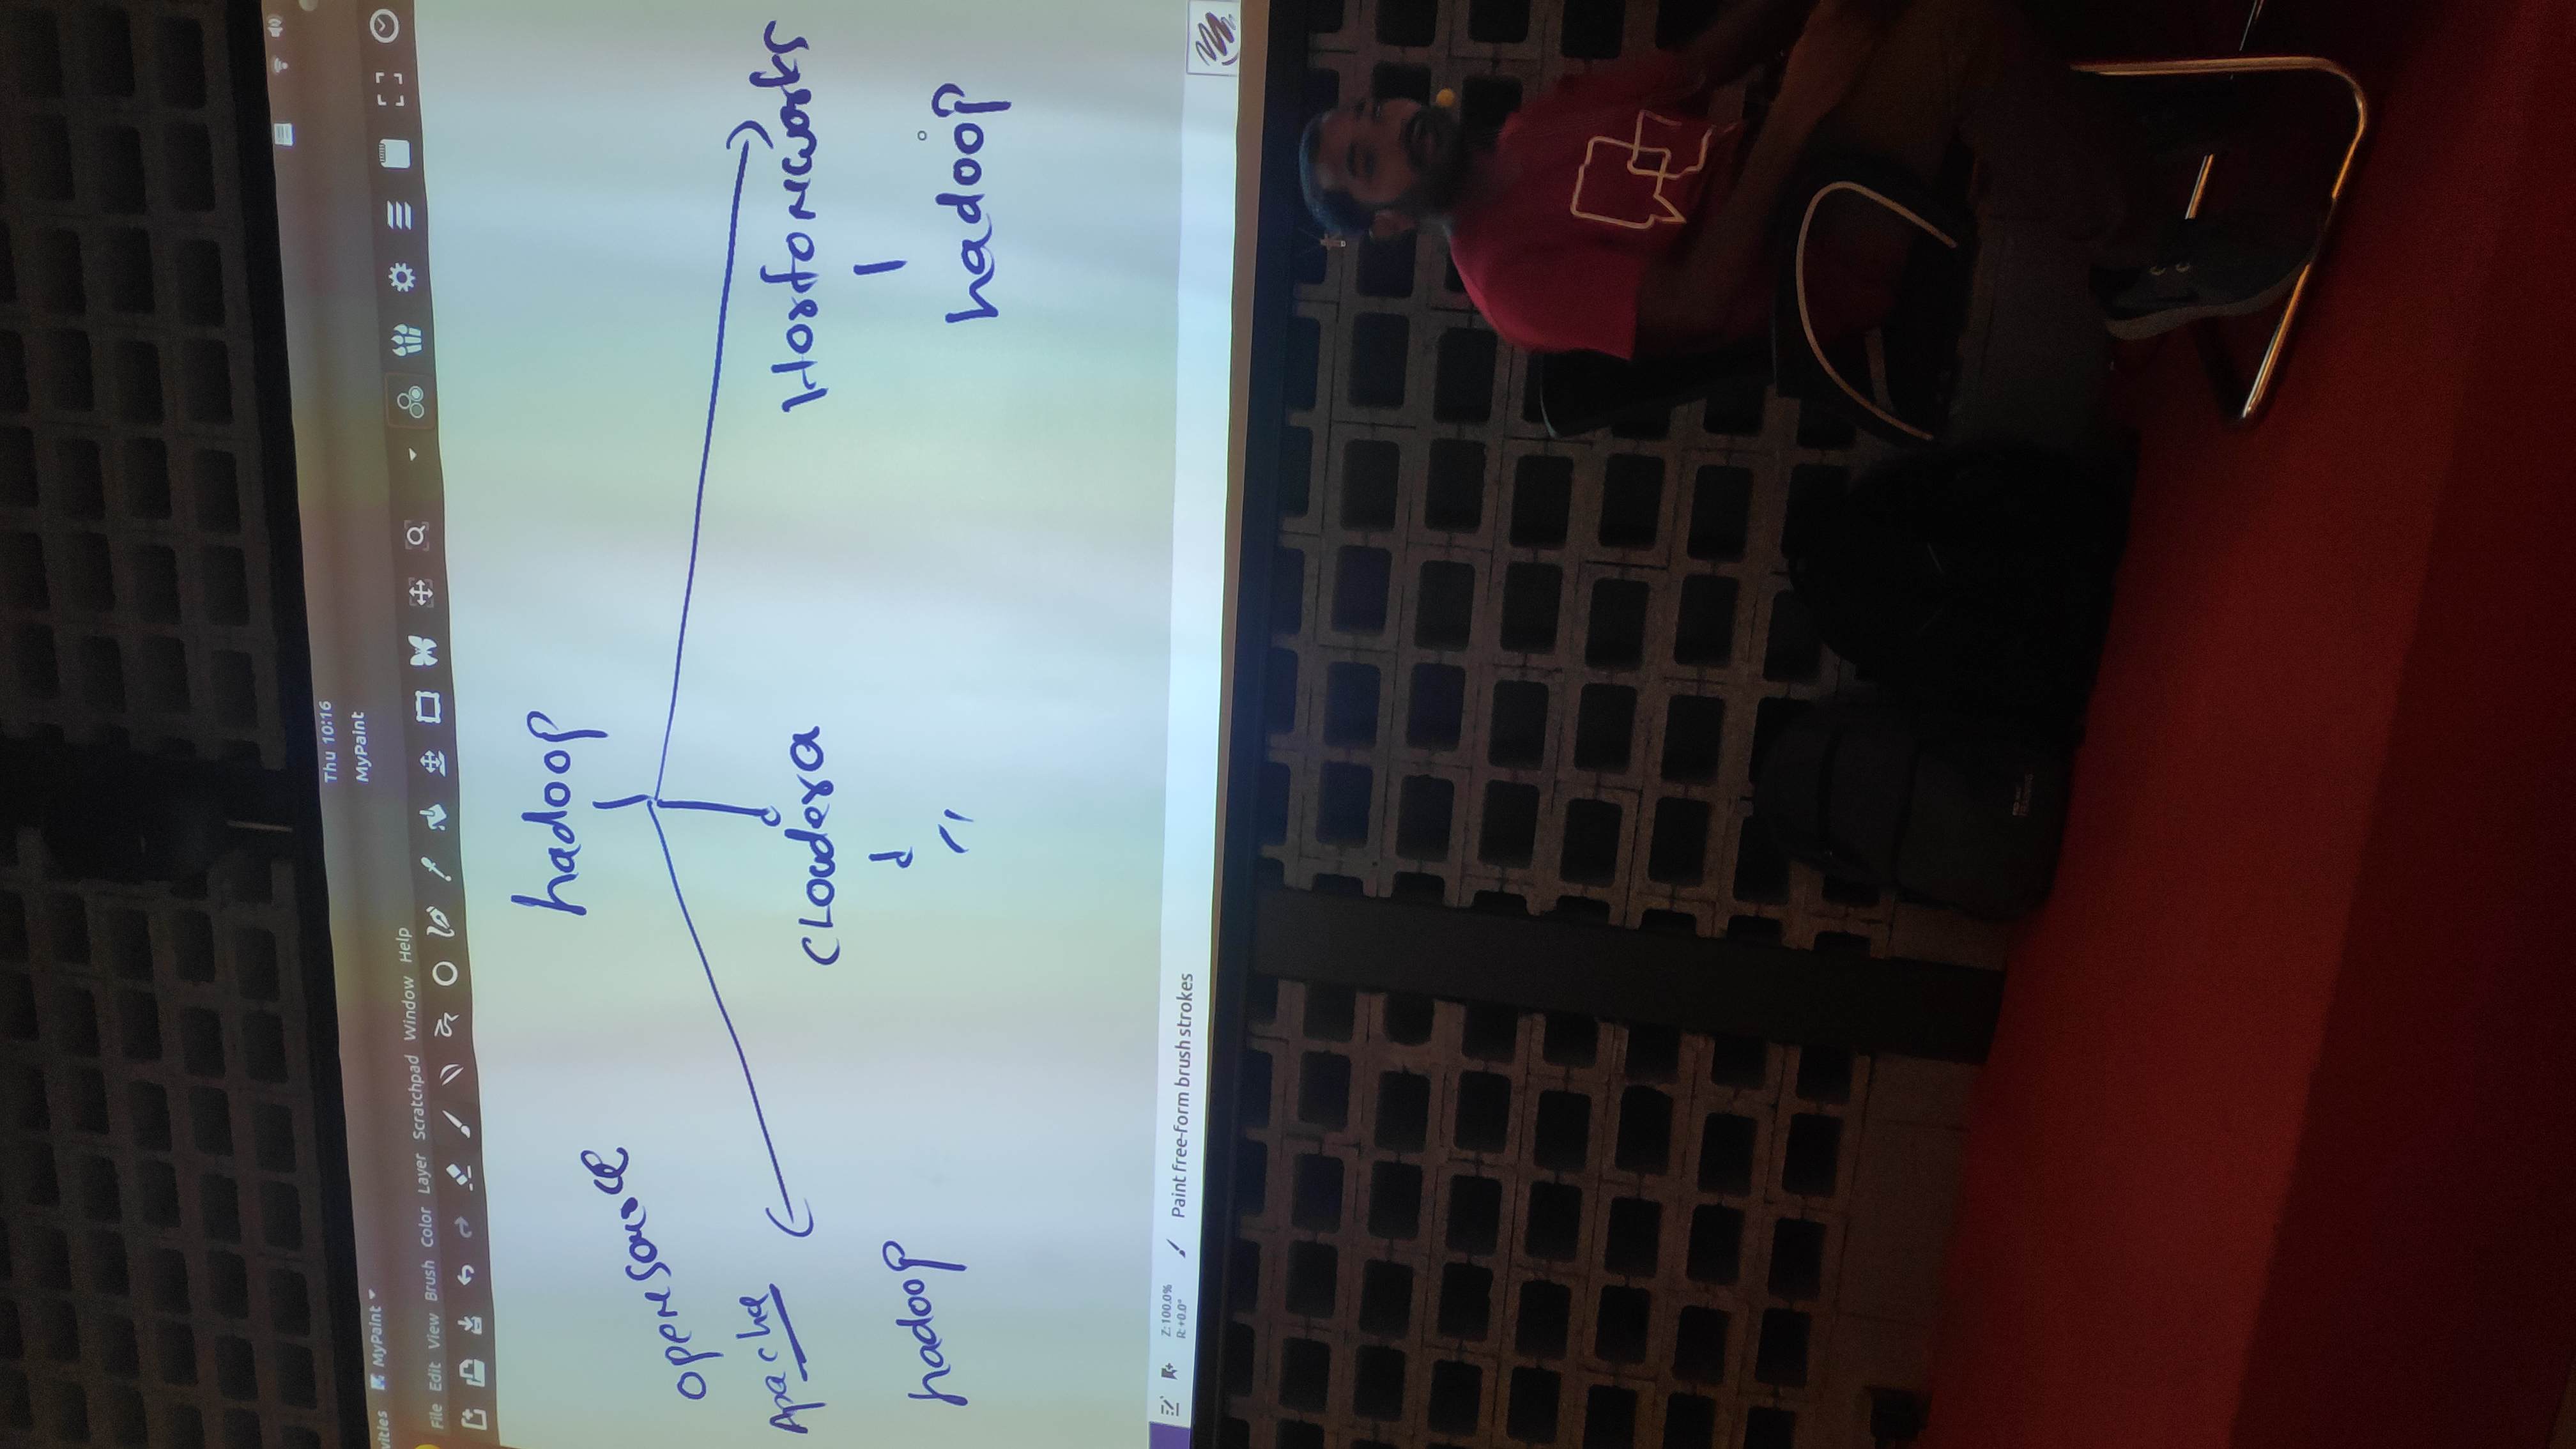 Thu 10:16
vities MyPaint
MyPaint
File Edit View Brush Color Layer Scratchpad Window Help
hadoop
opensource
Apache
Cloudera
Hortonworks
hadoop
"
hadoop
Z: 100.0%
R: +0.0°
Paint free-form brush strokes
TRAINING